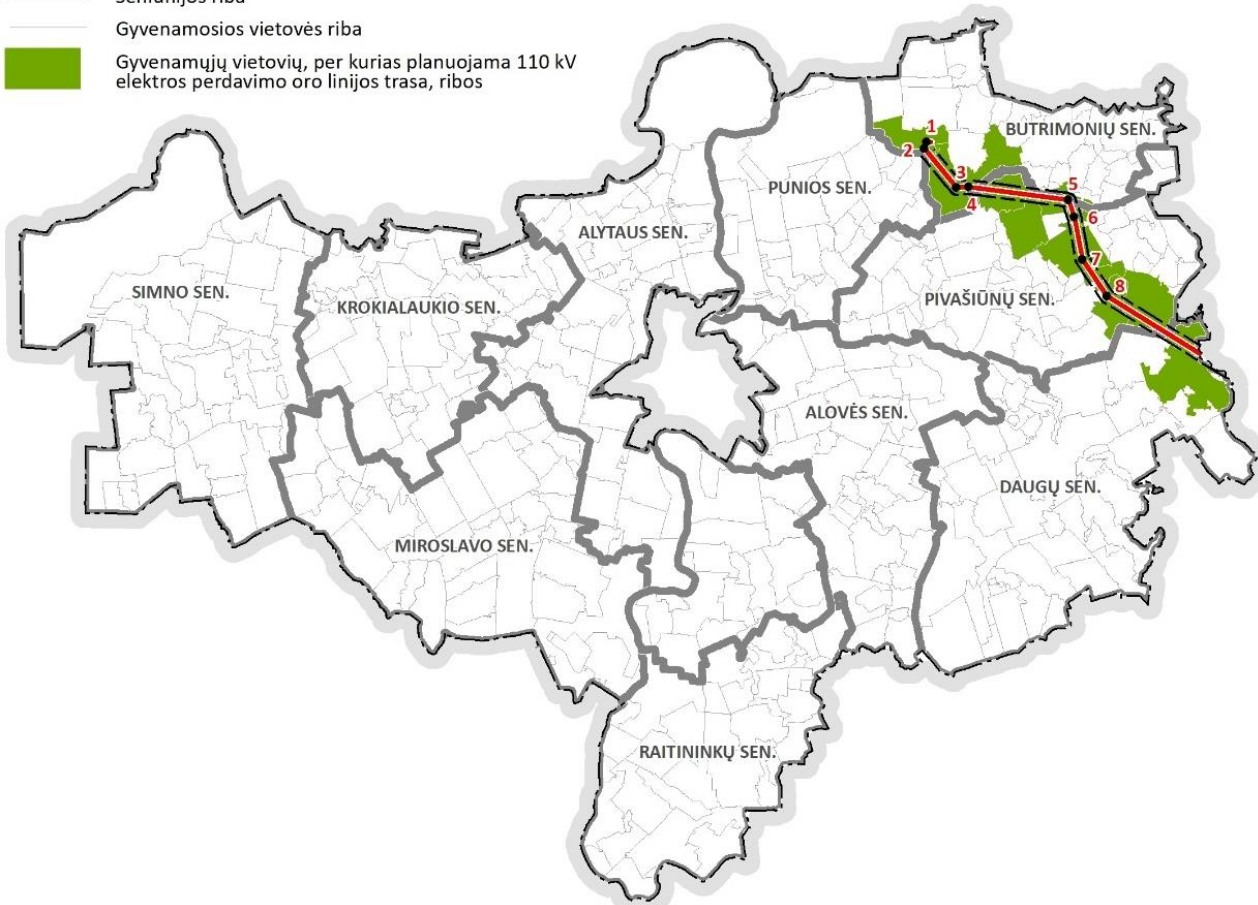 Seniūnijos riba
Gyvenamosios vietovės riba
Gyvenamųjų vietovių, per kurias planuojama 110 kV
elektros perdavimo oro linijos trasa, ribos
BUTRIMONIŲ SEN.
1
2
PUNIOS SEN.
3
4
5
6
ALYTAUS SEN.
7
SIMNO SEN.
KROKIALAUKIO SEN.
PIVAŠIŪNŲ SEN.
8
ALOVĖS SEN.
DAUGŲ SEN.
MIROSLAVO SEN.
RAITININKŲ SEN.